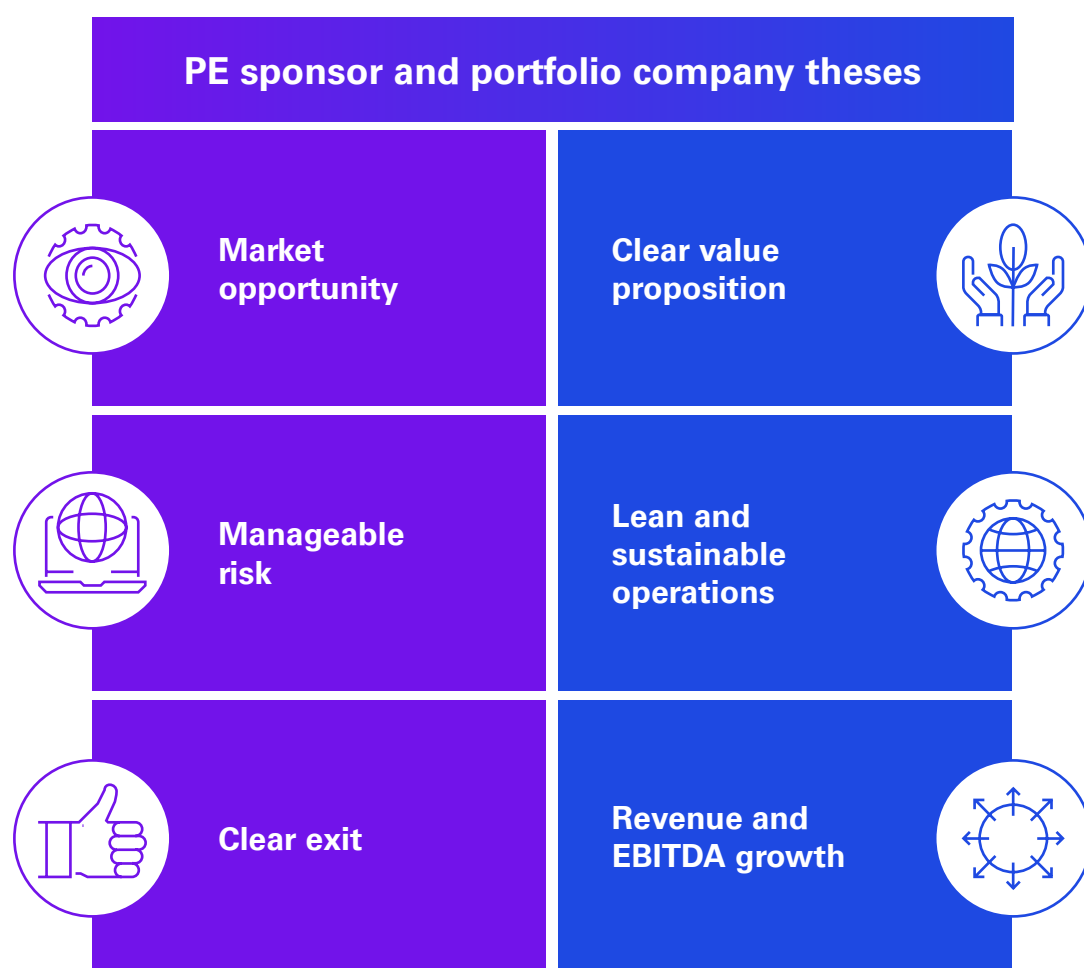 PE sponsor and portfolio company theses
Market
opportunity
Clear value
proposition
Manageable
risk
Lean and
sustainable
operations
Clear exit
Revenue and
EBITDA growth